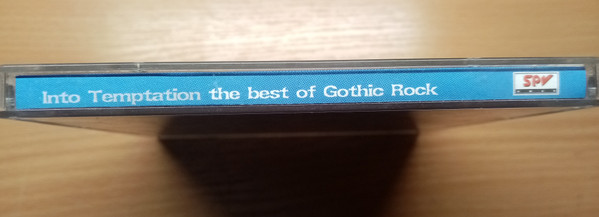 Into Temptation the best of Gothic Rock
SPV